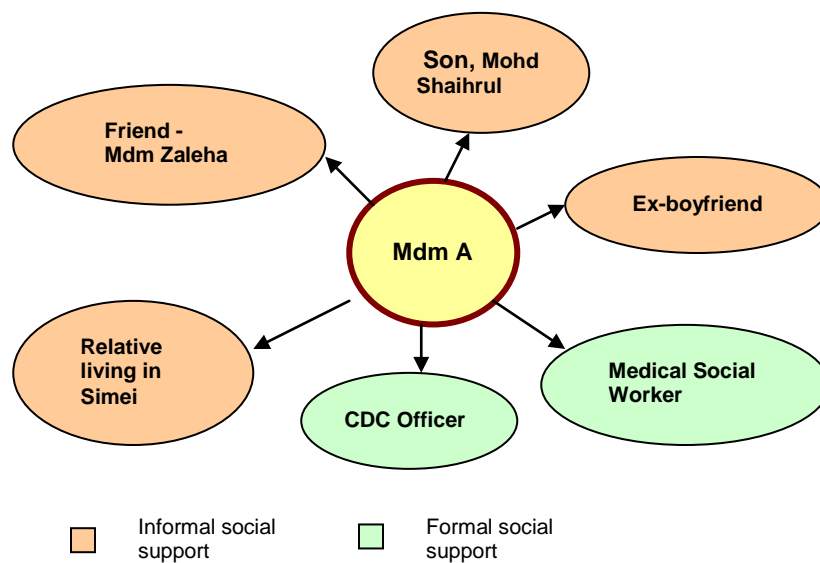 Son, Mohd
Shaihrul
Friend -
Mdm Zaleha
Ex-boyfriend
Mdm A
Relative
living in
Simei
Medical Social
Worker
CDC Officer
Informal social
support
Formal social
support